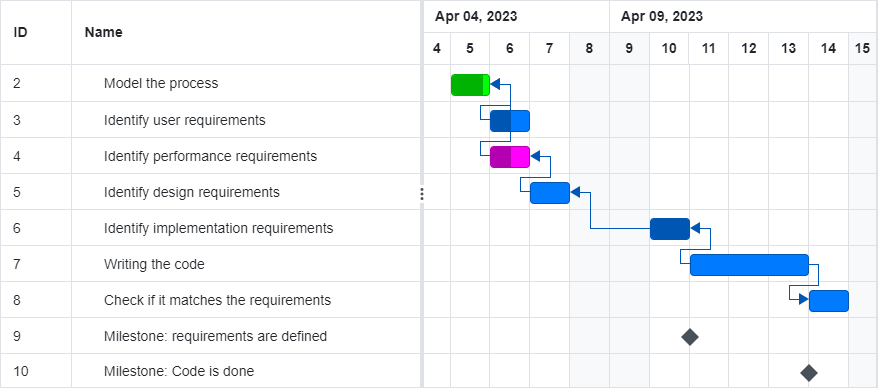 ID Name Apr 04, 2023 Apr 09, 2023
4 5 6 7 8 9 10 11 12 13 14 15
2 Model the process
3 Identify user requirements
4 Identify performance requirements
5 Identify design requirements
6 Identify implementation requirements
7 Writing the code
8 Check if it matches the requirements
9 Milestone: requirements are defined
10 Milestone: Code is done